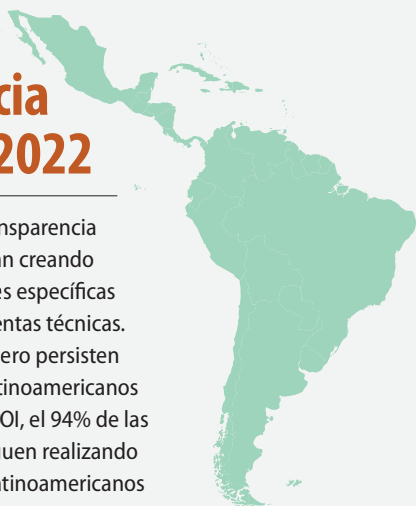 cia
2022
nsparencia
an creando
es específicas
entas técnicas.
ero persisten
tinoamericanos
OI, el 94% de las
uen realizando
atinoamericanos